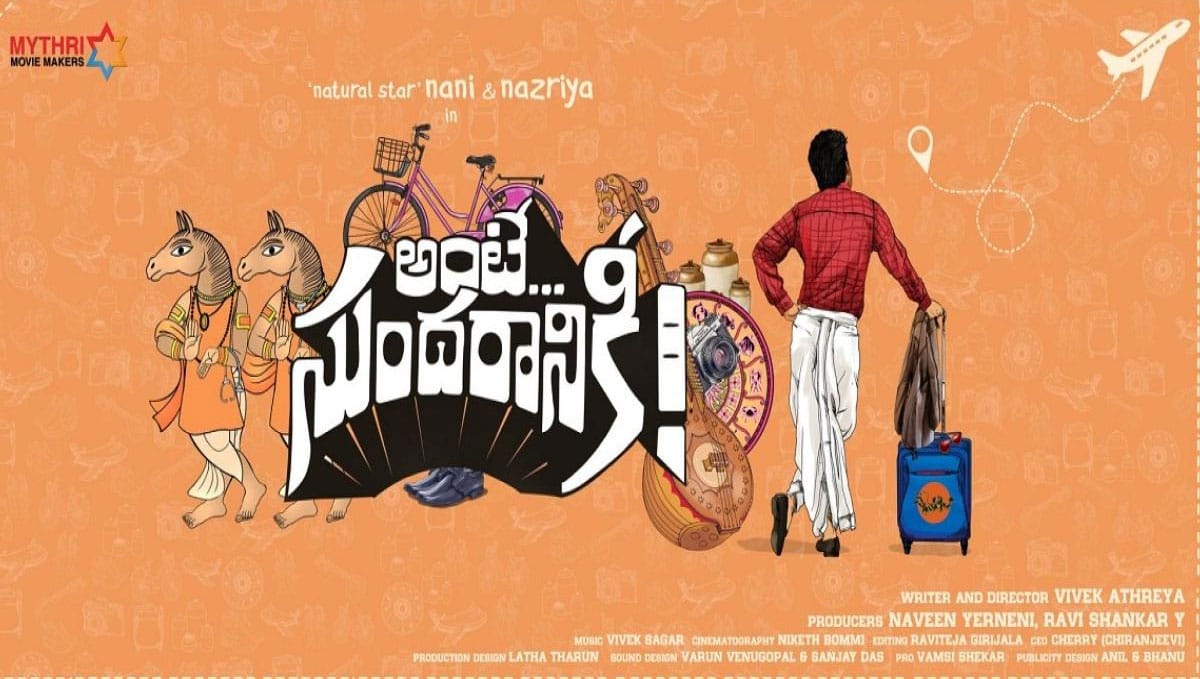 MYTHRI
MOVIE MAKERS
'natural star' nani & nazriya
in
అంటే...
సుందరానికీ!
WRITER AND DIRECTOR VIVEK ATHREYA
PRODUCERS NAVEEN YERNENI, RAVI SHANKAR Y
MUSIC VIVEK SAGAR CINEMATOGRAPHY NIKETH BOMMI EDITING RAVITEJA GIRIJALA CEO CHERRY (CHIRANJEEVI)
PRODUCTION DESIGN LATHA THARUN SOUND DESIGN VARUN VENUGOPAL & SANJAY DAS PRO VAMSI SHEKAR PUBLICITY DESIGN ANIL & BHANU